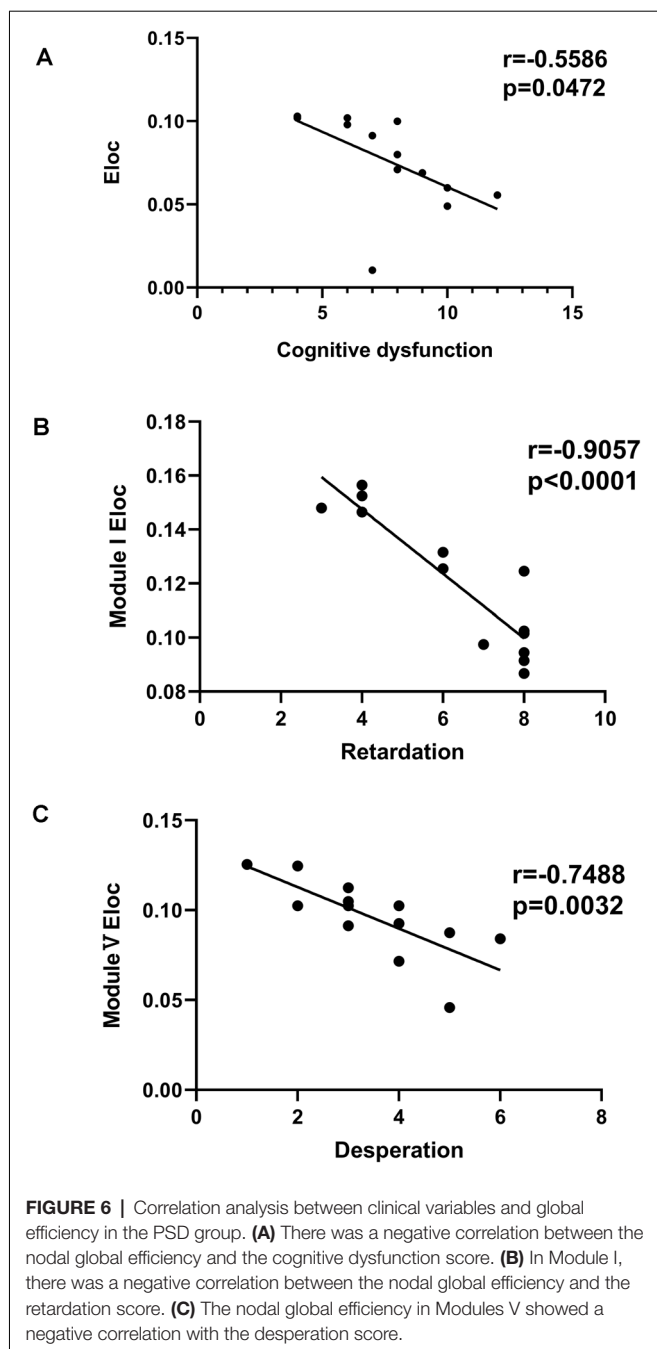 A
r=-0.5586
p=0.0472
0.15
0.10
0.05
0.00
Eloc
0 5 10 15
Cognitive dysfunction
B
r=-0.9057
p<0.0001
0.18
0.16
0.14
0.12
0.10
0.08
Module I Eloc
0 2 4 6 8 10
Retardation
C
r=-0.7488
p=0.0032
0.15
0.10
0.05
0.00
Module V Eloc
0 2 4 6 8
Desperation
FIGURE 6 | Correlation analysis between clinical variables and global
efficiency in the PSD group. (A) There was a negative correlation between the
nodal global efficiency and the cognitive dysfunction score. (B) In Module I,
there was a negative correlation between the nodal global efficiency and the
retardation score. (C) The nodal global efficiency in Modules V showed a
negative correlation with the desperation score.